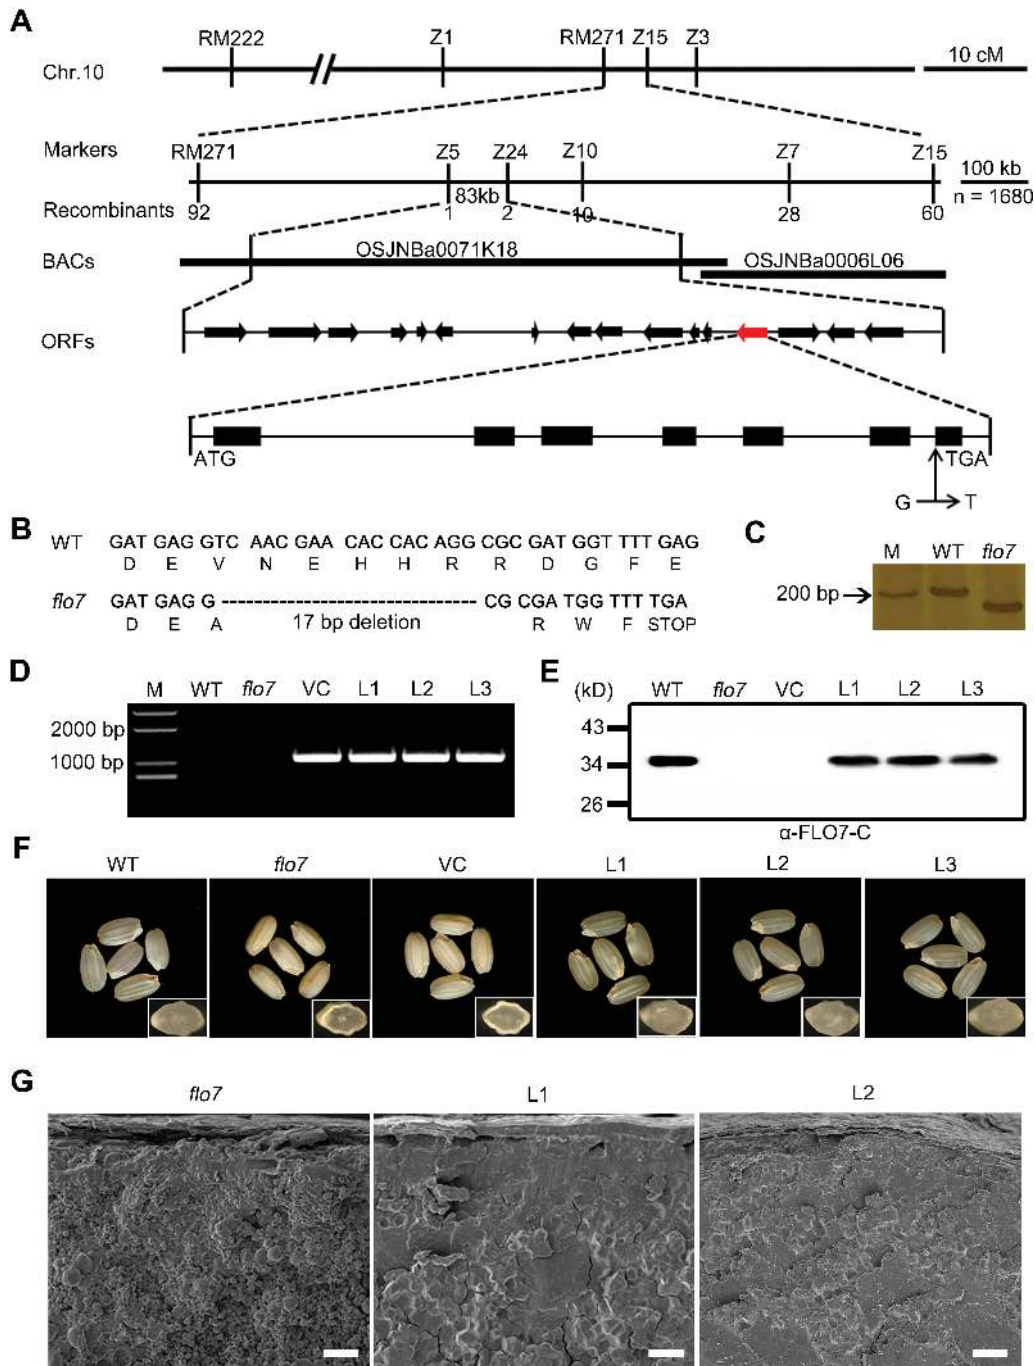 A
RM222 Z1 RM271 Z15 Z3
Chr.10 10 cM
Markers
RM271 Z5 Z24 Z10 Z7 Z15
100 kb
83kb
n = 1680
Recombinants 92 1 2 10 28 60
OSJNBa0071K18
BACs
OSJNBa0006L06
ORFs
ATG TGA
G T
B
WT GAT GAG GTC AAC GAA CAC CAC AGG CGC GAT GGT TTT GAG
D E V N E H H R R D G F E
flo7 GAT GAG G CG CGA TGG TTT TGA
D E A 17 bp deletion R W F STOP
C
M WT flo7
200 bp
D
M WT flo7 VC L1 L2 L3
2000 bp
1000 bp
E
(kD) WT flo7 VC L1 L2 L3
43
34
26
α-FLO7-C
F
WT flo7 VC L1 L2 L3
G
flo7 L1 L2